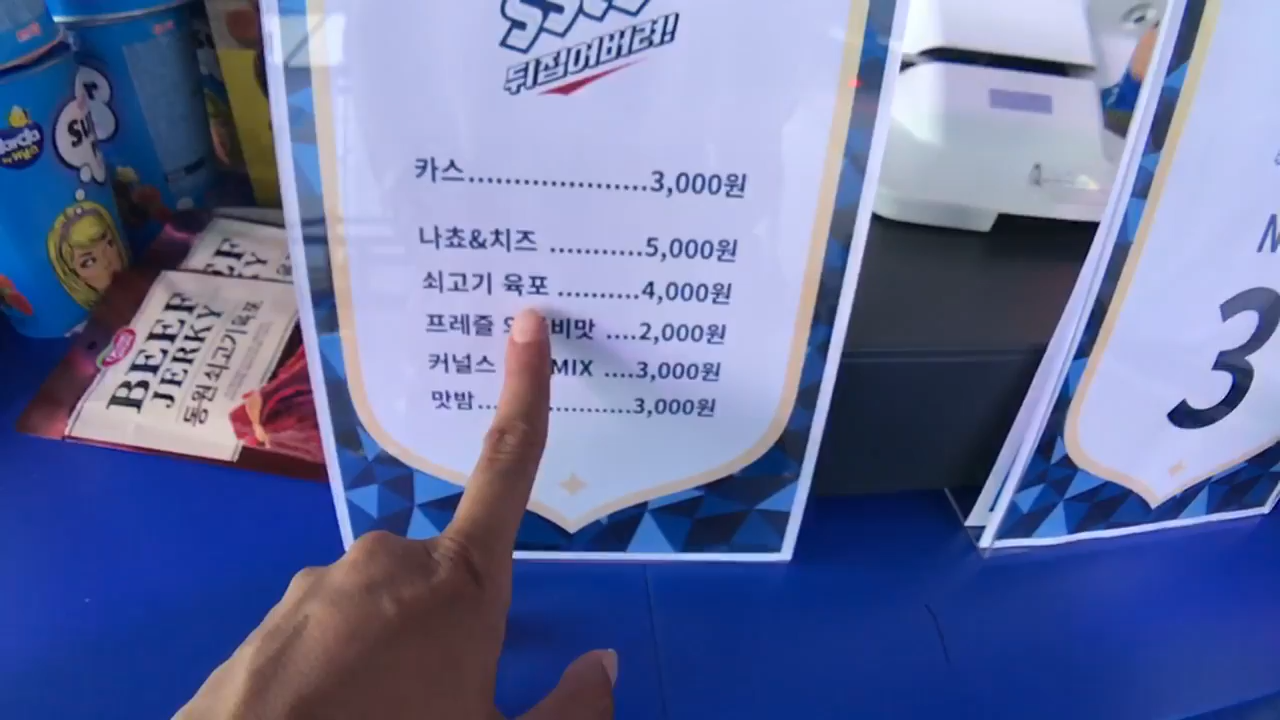 뒤집어버려!
카스....................3,000원
나쵸&치즈 ...........5,000원
쇠고기 육포 ..........4,000원
프레즐 비맛 ....2,000원
커널스 MIX ....3,000원
맛밤.................3,000원
BEEF
JERKY
동원 쇠고기 육포
3